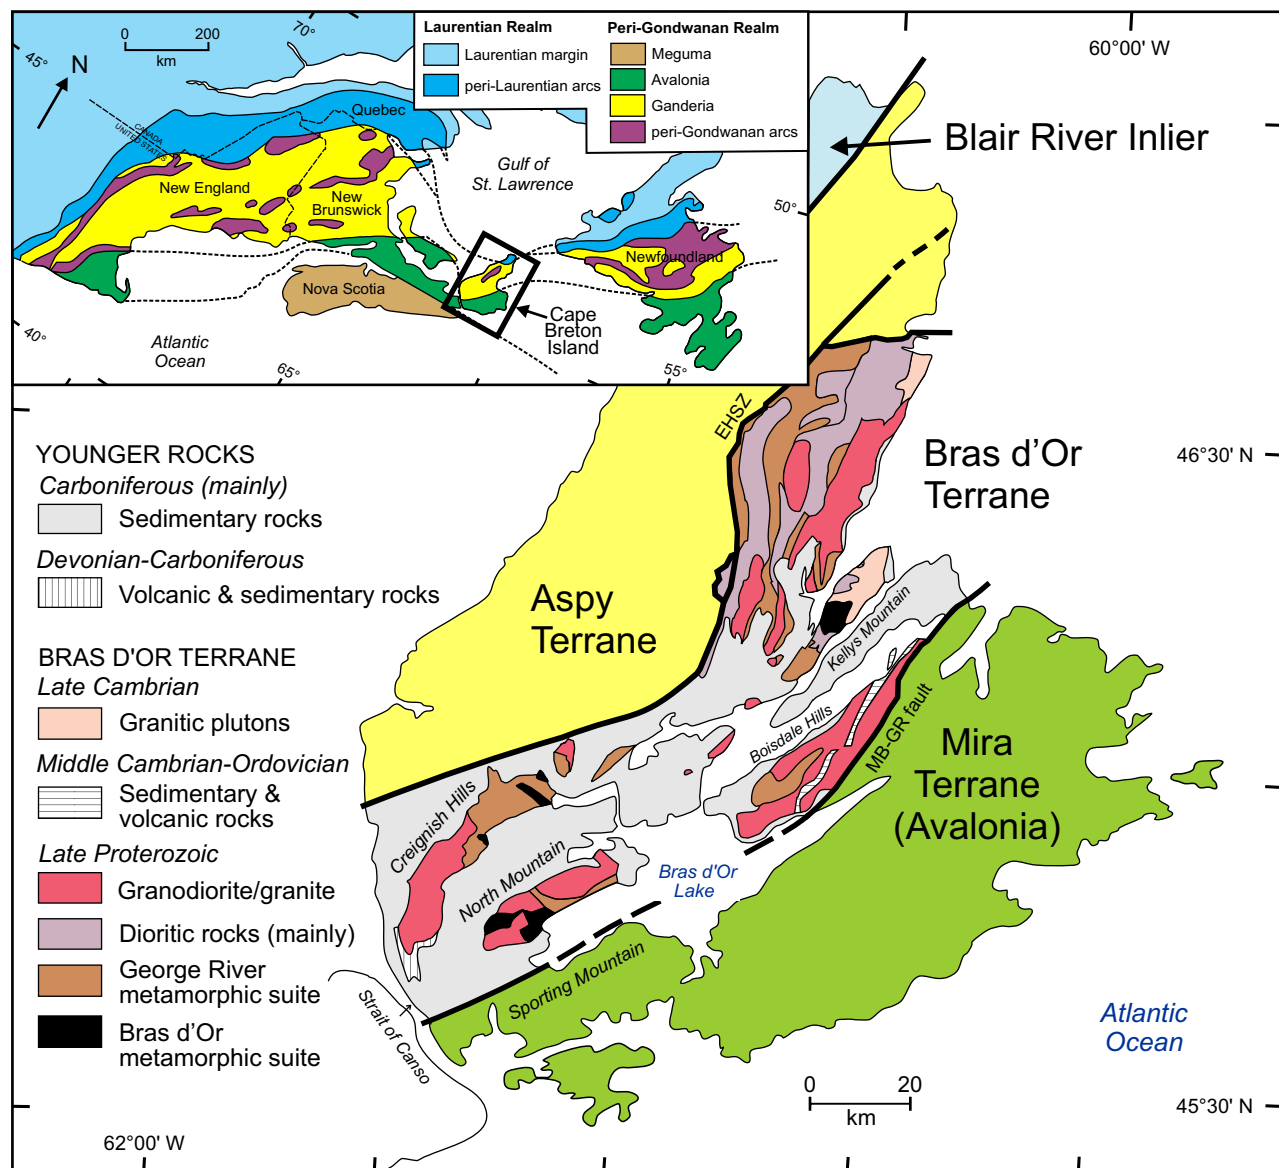 70°
45°
0 200
km
N
Laurentian Realm
Laurentian margin
peri-Laurentian arcs
Peri-Gondwanan Realm
Meguma
Avalonia
Ganderia
peri-Gondwanan arcs
CANADA
UNITED STATES
Quebec
New England
New
Brunswick
Gulf of
St. Lawrence
50°
Newfoundland
Nova Scotia
Cape
Breton
Island
Atlantic
Ocean
40°
65°
55°
60°00' W
Blair River Inlier
EHSZ
Bras d’Or
Terrane
46°30' N
Aspy
Terrane
Kellys Mountain
Boisdale Hills
MB-GR fault
Mira
Terrane
(Avalonia)
Creignish Hills
North Mountain
Bras d'Or
Lake
Sporting Mountain
Strait of Canso
Atlantic
Ocean
0 20
km
45°30' N
62°00' W
YOUNGER ROCKS
Carboniferous (mainly)
Sedimentary rocks
Devonian-Carboniferous
Volcanic & sedimentary rocks
BRAS D'OR TERRANE
Late Cambrian
Granitic plutons
Middle Cambrian-Ordovician
Sedimentary &
volcanic rocks
Late Proterozoic
Granodiorite/granite
Dioritic rocks (mainly)
George River
metamorphic suite
Bras d’Or
metamorphic suite